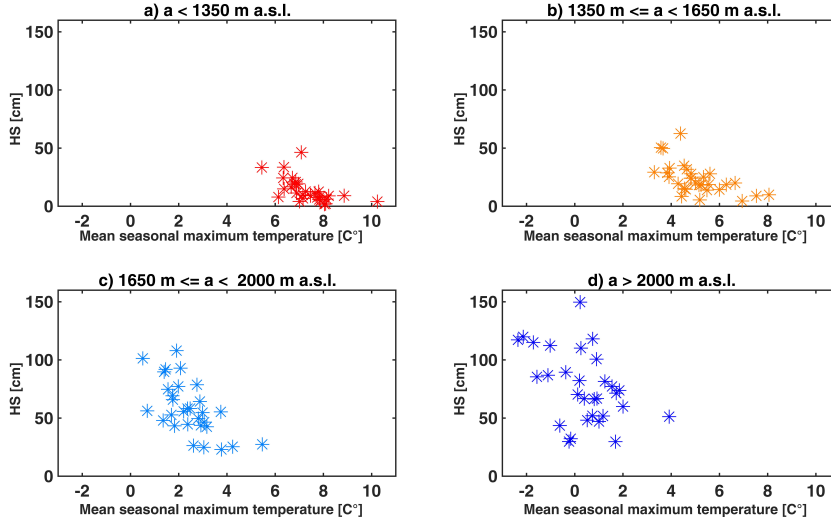 a) a < 1350 m a.s.l.
150
100
50
0
HS [cm]
-2 0 2 4 6 8 10
Mean seasonal maximum temperature [C°]
b) 1350 m <= a < 1650 m a.s.l.
150
100
50
0
HS [cm]
-2 0 2 4 6 8 10
Mean seasonal maximum temperature [C°]
c) 1650 m <= a < 2000 m a.s.l.
150
100
50
0
HS [cm]
-2 0 2 4 6 8 10
Mean seasonal maximum temperature [C°]
d) a > 2000 m a.s.l.
150
100
50
0
HS [cm]
-2 0 2 4 6 8 10
Mean seasonal maximum temperature [C°]